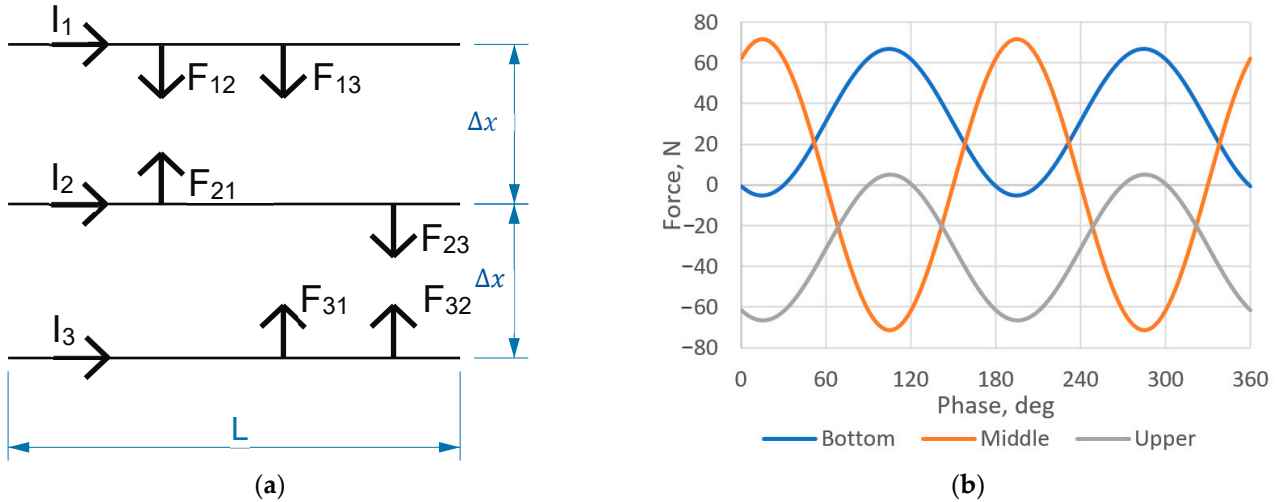 I1
F12
F13
Δx
I2
F21
F23
Δx
I3
F31
F32
L
(a)
80
60
40
20
0
−20
−40
−60
−80
Force, N
0 60 120 180 240 300 360
Phase, deg
Bottom Middle Upper
(b)